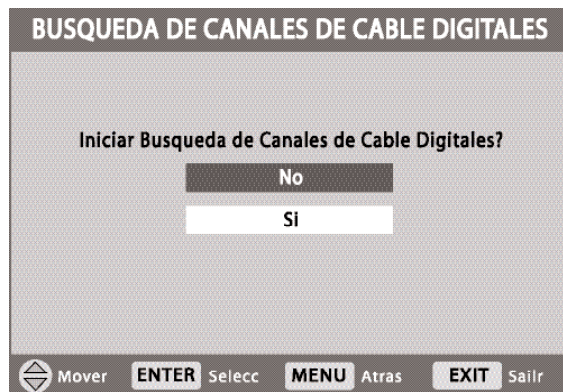 BUSQUEDA DE CANALES DE CABLE DIGITALES
Iniciar Busqueda de Canales de Cable Digitales?
No
Si
Mover ENTER Selecc MENU Atras EXIT Sailr